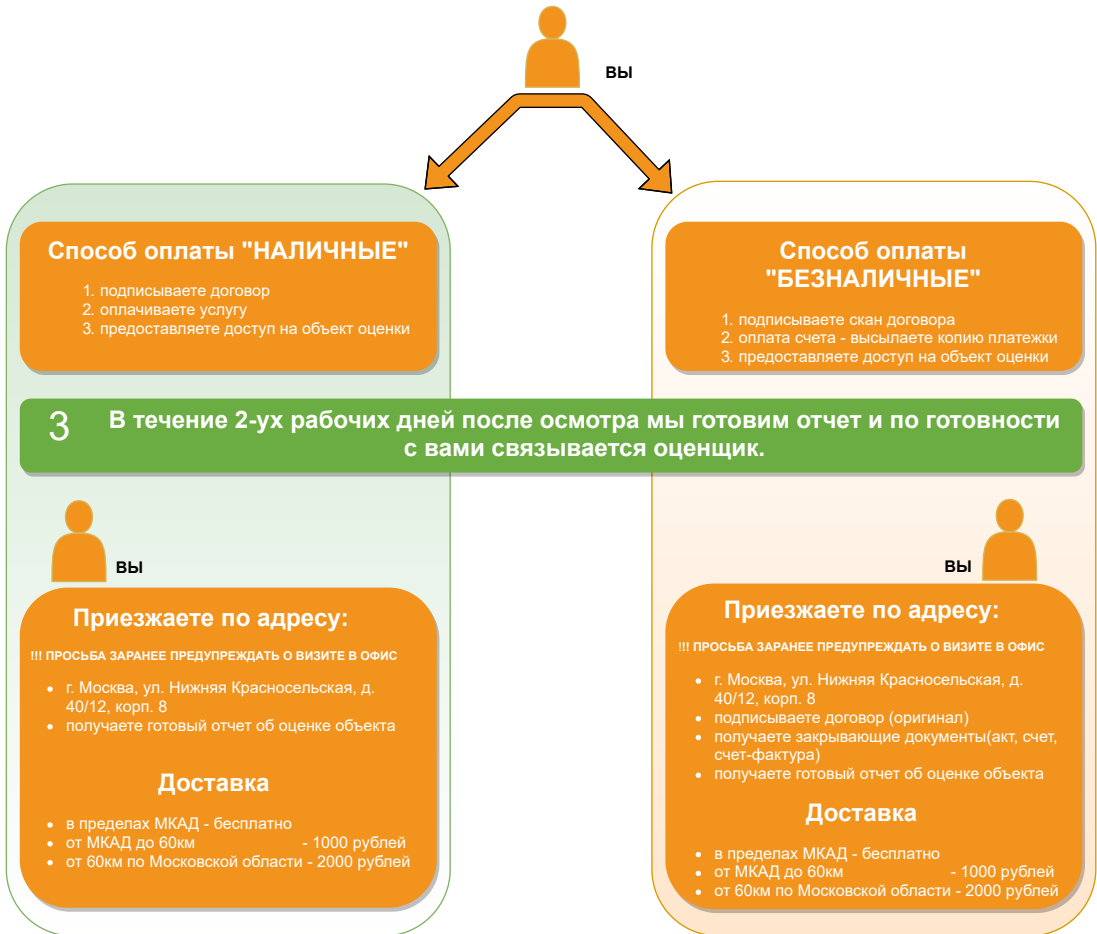 ВЫ
Способ оплаты "НАЛИЧНЫЕ"
1. подписываете договор
2. оплачиваете услугу
3. предоставляете доступ на объект оценки
Способ оплаты
"БЕЗНАЛИЧНЫЕ"
1. подписываете скан договора
2. оплата счета - высылаете копию платежки
3. предоставляете доступ на объект оценки
3
В течение 2-ух рабочих дней после осмотра мы готовим отчет и по готовности
с вами связывается оценщик.
ВЫ
Приезжаете по адресу:
!!! ПРОСЬБА ЗАРАНЕЕ ПРЕДУПРЕЖДАТЬ О ВИЗИТЕ В ОФИС
• г. Москва, ул. Нижняя Красносельская, д.
40/12, корп. 8
• получаете готовый отчет об оценке объекта
Доставка
• в пределах МКАД - бесплатно
• от МКАД до 60км - 1000 рублей
• от 60км по Московской области - 2000 рублей
ВЫ
Приезжаете по адресу:
!!! ПРОСЬБА ЗАРАНЕЕ ПРЕДУПРЕЖДАТЬ О ВИЗИТЕ В ОФИС
• г. Москва, ул. Нижняя Красносельская, д.
40/12, корп. 8
• подписываете договор (оригинал)
• получаете закрывающие документы(акт, счет,
счет-фактура)
• получаете готовый отчет об оценке объекта
Доставка
• в пределах МКАД - бесплатно
• от МКАД до 60км - 1000 рублей
• от 60км по Московской области - 2000 рублей